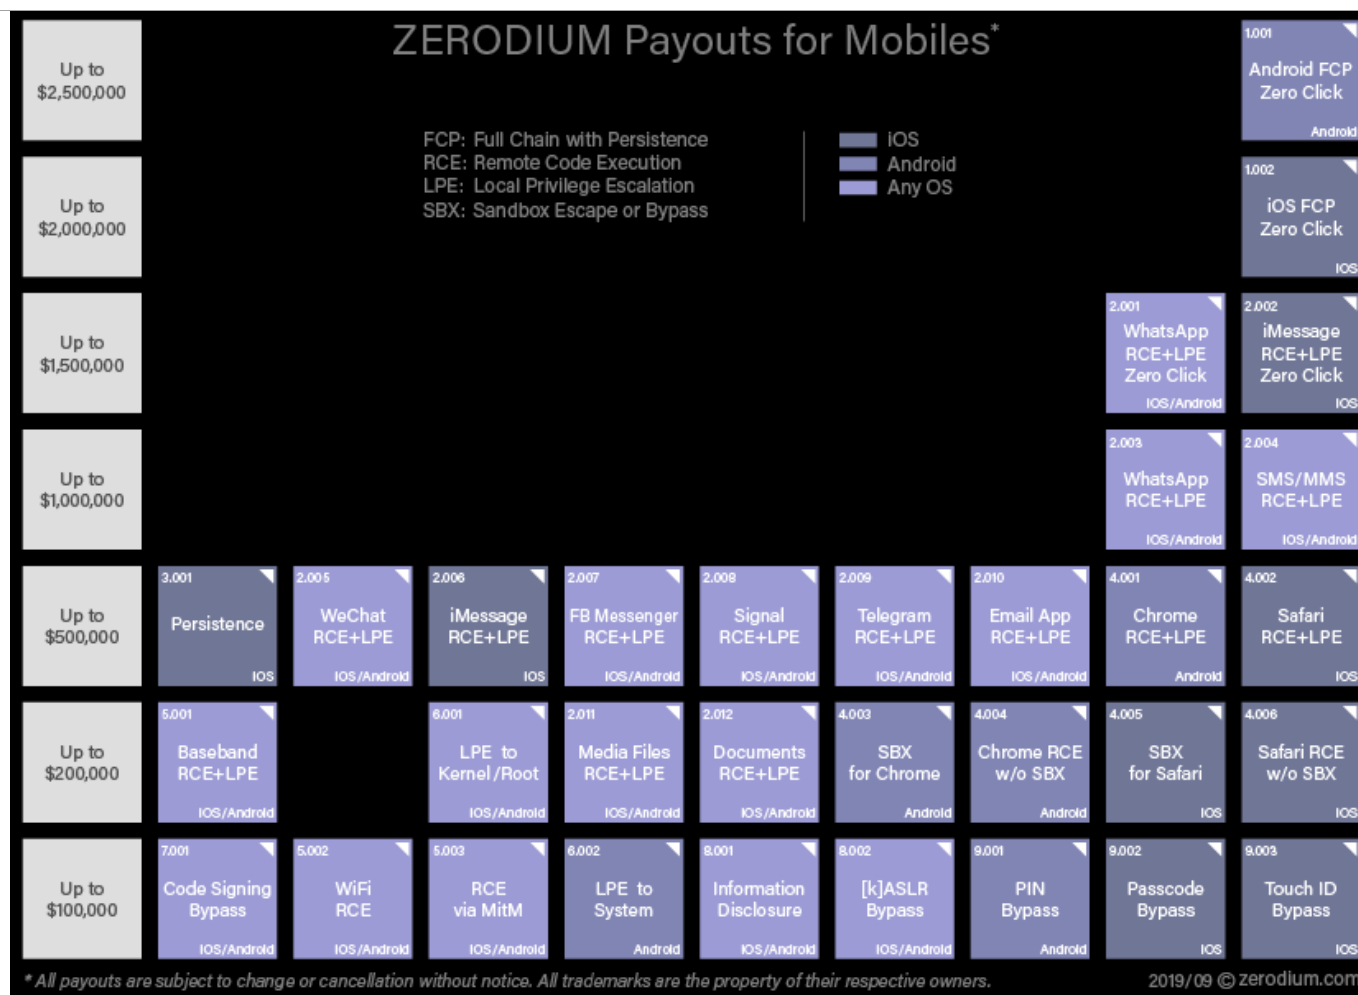 ZERODIUM Payouts for Mobiles*
FCP: Full Chain with Persistence
RCE: Remote Code Execution
LPE: Local Privilege Escalation
SBX: Sandbox Escape or Bypass
iOS
Android
Any OS
Up to
$2,500,000
1.001
Android FCP
Zero Click
Android
Up to
$2,000,000
1.002
iOS FCP
Zero Click
IOS
Up to
$1,500,000
2.001
WhatsApp
RCE+LPE
Zero Click
IOS/Android
2.002
iMessage
RCE+LPE
Zero Click
IOS
Up to
$1,000,000
2.003
WhatsApp
RCE+LPE
IOS/Android
2.004
SMS/MMS
RCE+LPE
IOS/Android
Up to
$500,000
3.001
Persistence
IOS
2.005
WeChat
RCE+LPE
IOS/Android
2.006
iMessage
RCE+LPE
IOS
2.007
FB Messenger
RCE+LPE
IOS/Android
2.008
Signal
RCE+LPE
IOS/Android
2.009
Telegram
RCE+LPE
IOS/Android
2.010
Email App
RCE+LPE
IOS/Android
4.001
Chrome
RCE+LPE
Android
4.002
Safari
RCE+LPE
IOS
Up to
$200,000
5.001
Baseband
RCE+LPE
IOS/Android
6.001
LPE to
Kernel/Root
IOS/Android
2.011
Media Files
RCE+LPE
IOS/Android
2.012
Documents
RCE+LPE
IOS/Android
4.003
SBX
for Chrome
Android
4.004
Chrome RCE
w/o SBX
Android
4.005
SBX
for Safari
IOS
4.006
Safari RCE
w/o SBX
IOS
Up to
$100,000
7.001
Code Signing
Bypass
IOS/Android
5.002
WiFi
RCE
IOS/Android
5.003
RCE
via MitM
IOS/Android
6.002
LPE to
System
Android
8.001
Information
Disclosure
IOS/Android
8.002
[k]ASLR
Bypass
IOS/Android
9.001
PIN
Bypass
Android
9.002
Passcode
Bypass
IOS
9.003
Touch ID
Bypass
IOS
* All payouts are subject to change or cancellation without notice. All trademarks are the property of their respective owners.
2019/09 © zerodium.com